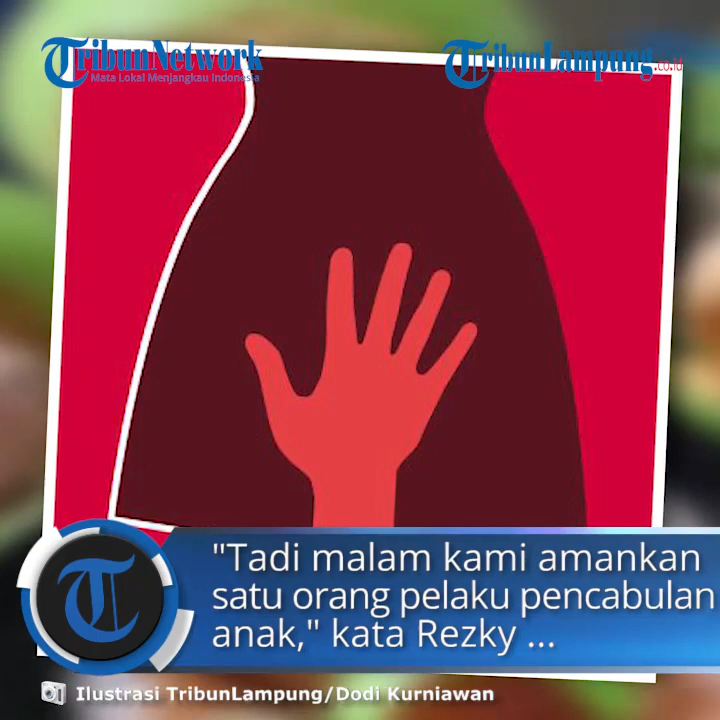 TribunNetwork
Mata Lokal Menjangkau Indonesia
TribunLampung.co.id
"Tadi malam kami amankan
satu orang pelaku pencabulan
anak," kata Rezky ...
T
Ilustrasi TribunLampung/Dodi Kurniawan